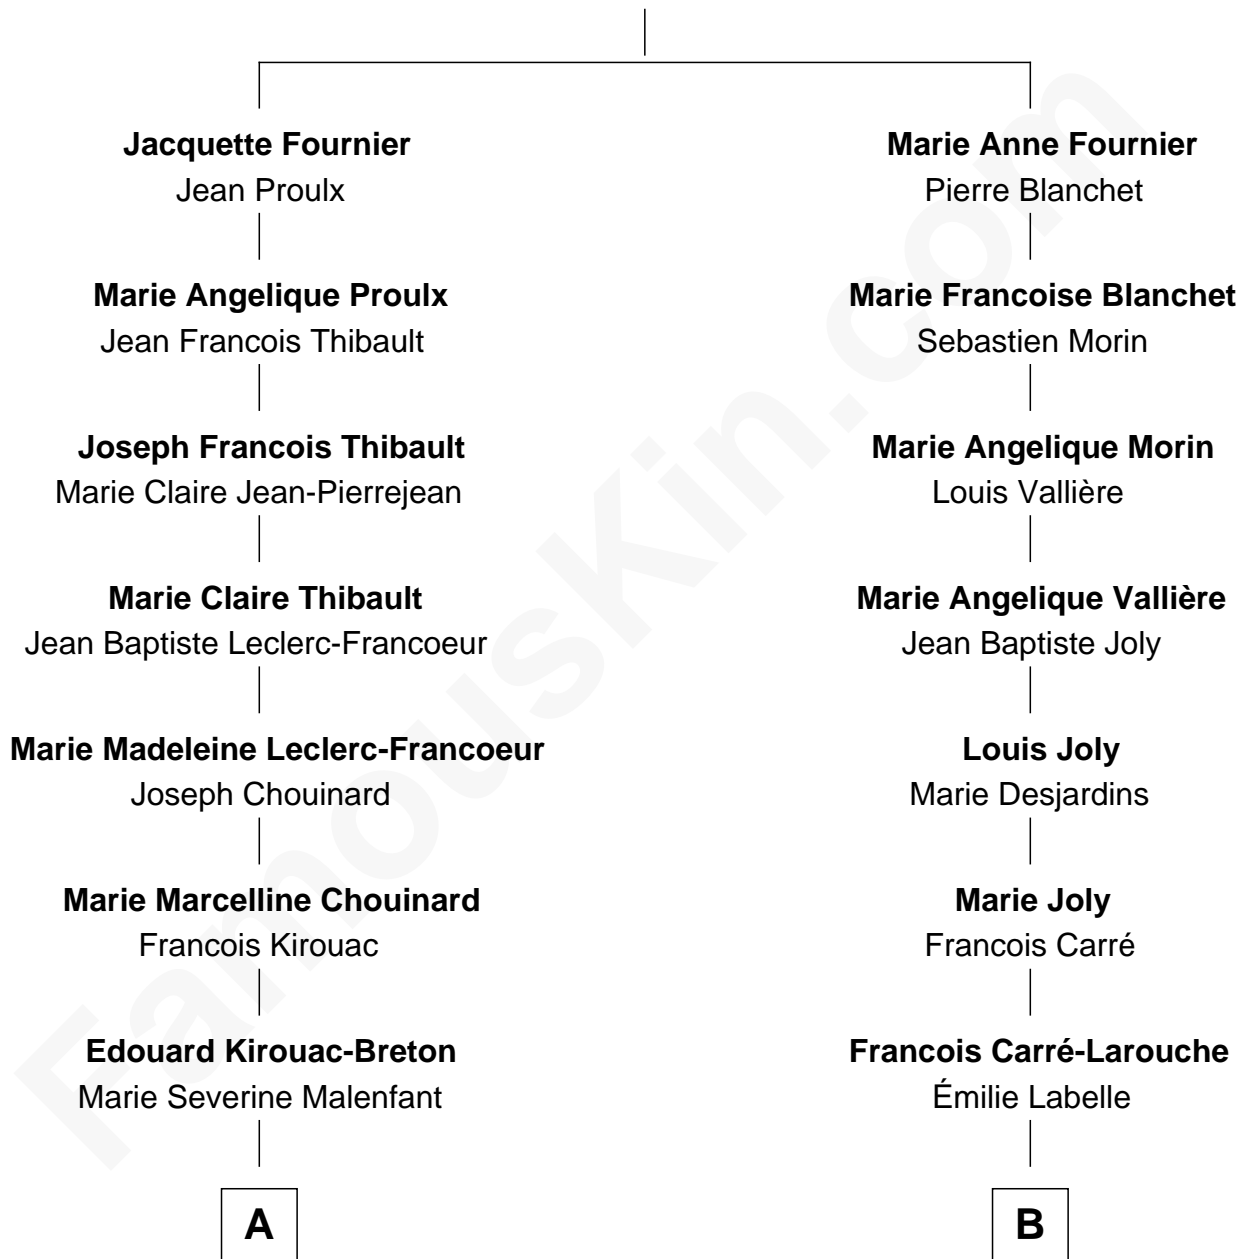 Jacquette Fournier
Jean Proulx
Marie Anne Fournier
Pierre Blanchet
Marie Angelique Proulx
Jean Francois Thibault
Marie Francoise Blanchet
Sebastien Morin
Joseph Francois Thibault
Marie Claire Jean-Pierrejean
Marie Angelique Morin
Louis Vallière
Marie Claire Thibault
Jean Baptiste Leclerc-Francoeur
Marie Angelique Vallière
Jean Baptiste Joly
Marie Madeleine Leclerc-Francoeur
Joseph Chouinard
Louis Joly
Marie Desjardins
Marie Marcelline Chouinard
Francois Kirouac
Marie Joly
Francois Carré
Edouard Kirouac-Breton
Marie Severine Malenfant
Francois Carré-Larouche
Émilie Labelle
A
B
FamousKin.com